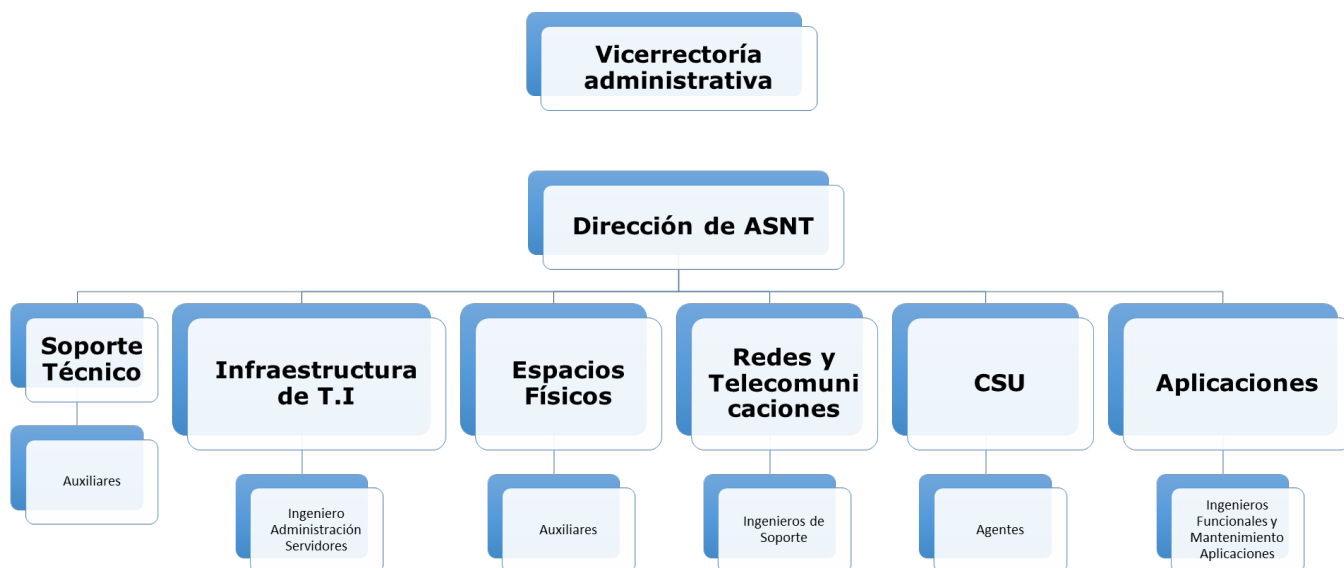 Vicerrectoría
administrativa
Dirección de ASNT
Soporte
Técnico
Infraestructura
de T.I
Espacios
Físicos
Redes y
Telecomuni
caciones
CSU
Aplicaciones
Auxiliares
Ingeniero
Administración
Servidores
Auxiliares
Ingenieros de
Soporte
Agentes
Ingenieros
Funcionales y
Mantenimiento
Aplicaciones